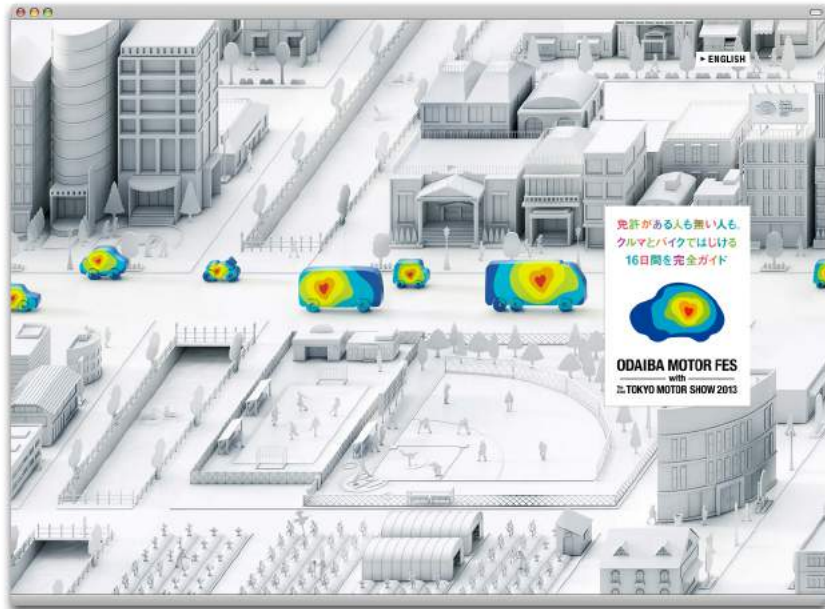 ▸ ENGLISH
免許がある人も無い人も、
クルマとバイクではじける
16日間を完全ガイド
ODAIBA MOTOR FES
with
TOKYO MOTOR SHOW 2013